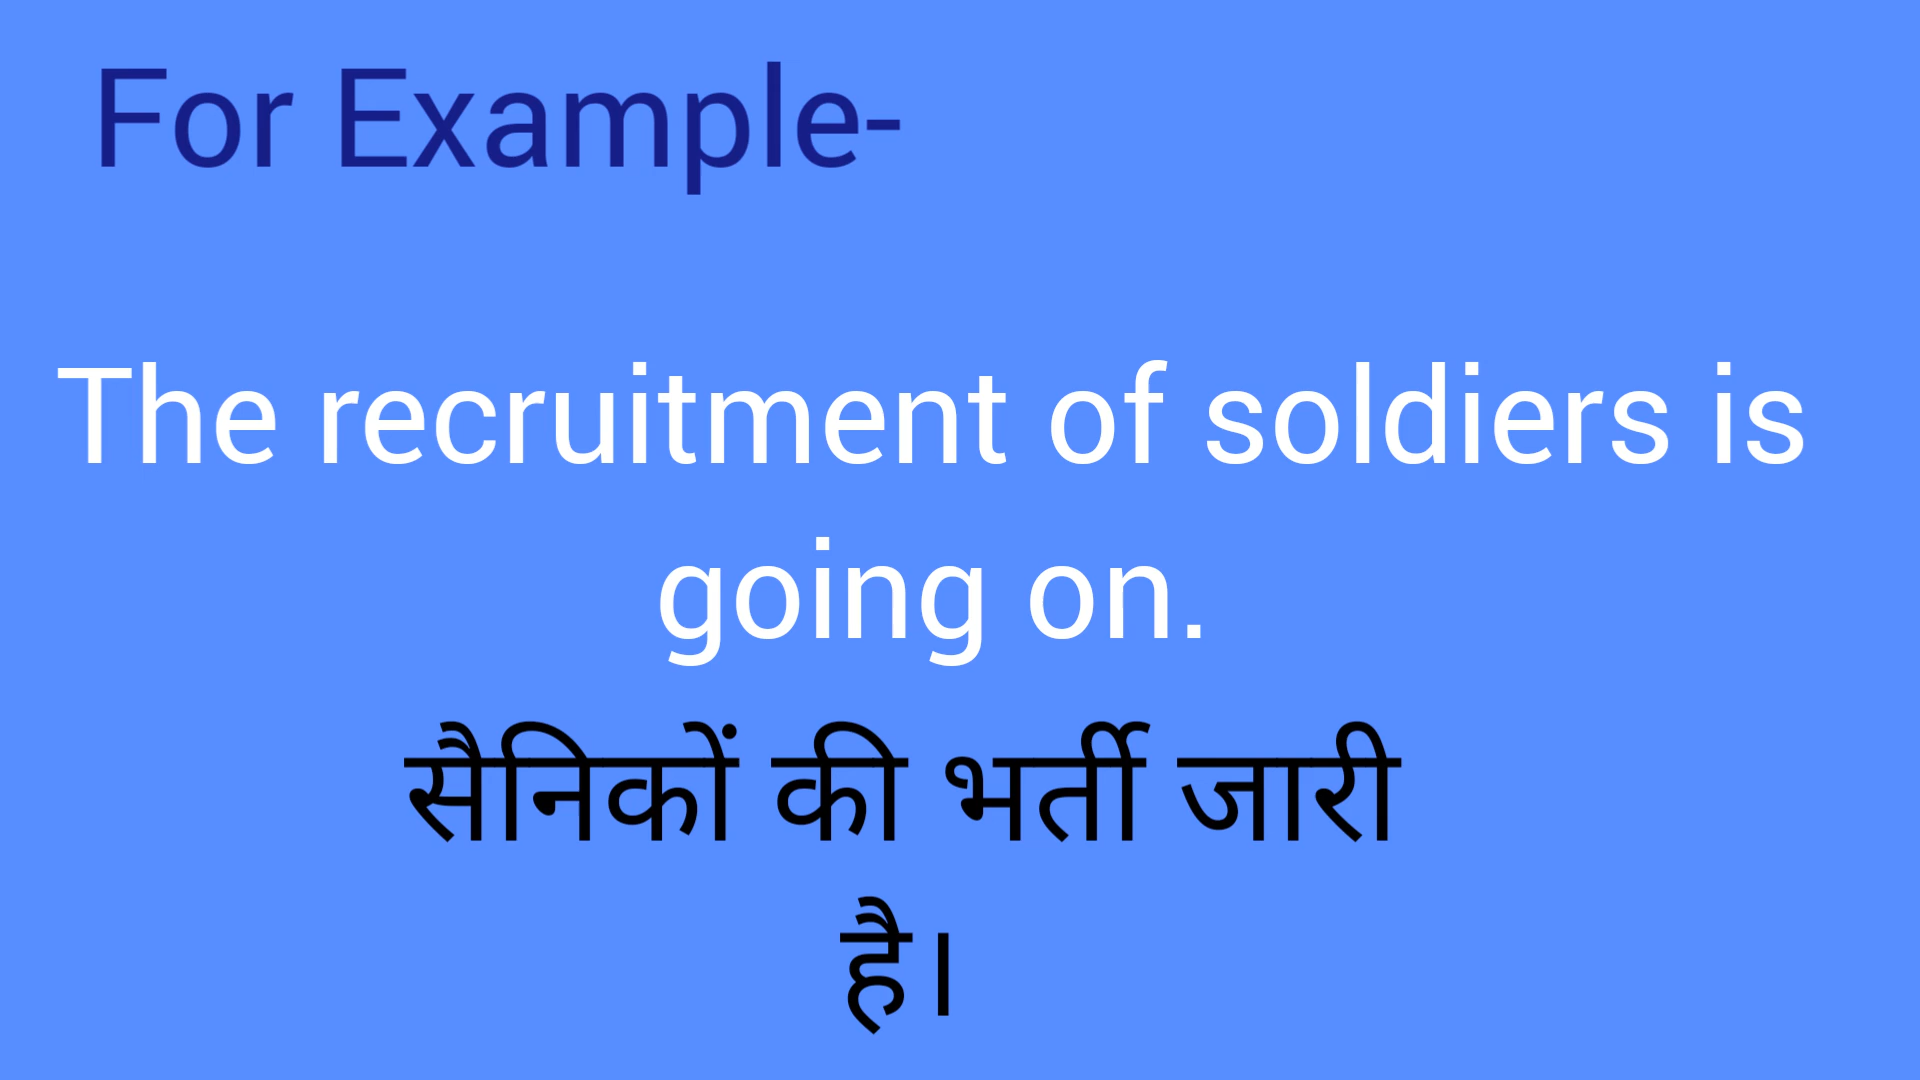 For Example-
The recruitment of soldiers is
going on.
सैनिकों की भर्ती जारी
है।